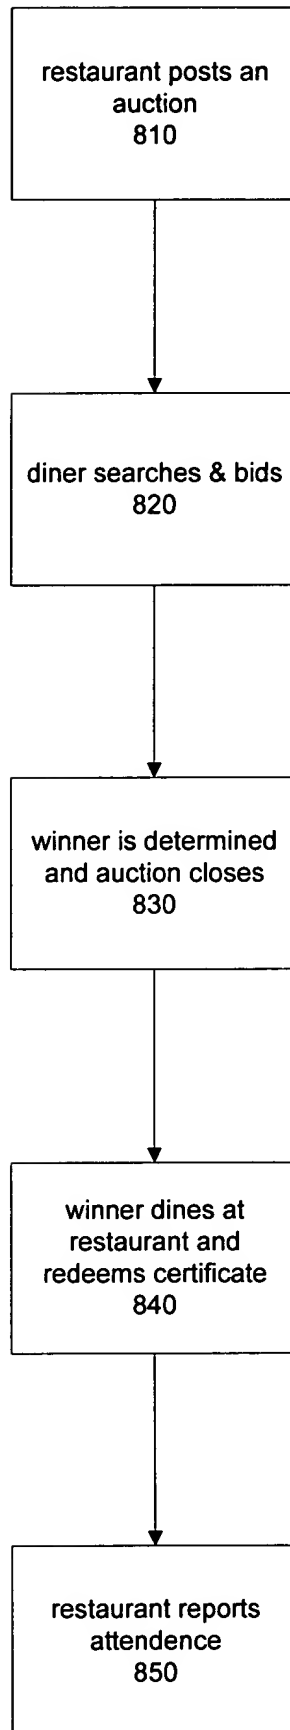 restaurant posts an
auction
810
diner searches & bids
820
winner is determined
and auction closes
830
winner dines at
restaurant and
redeems certificate
840
restaurant reports
attendence
850